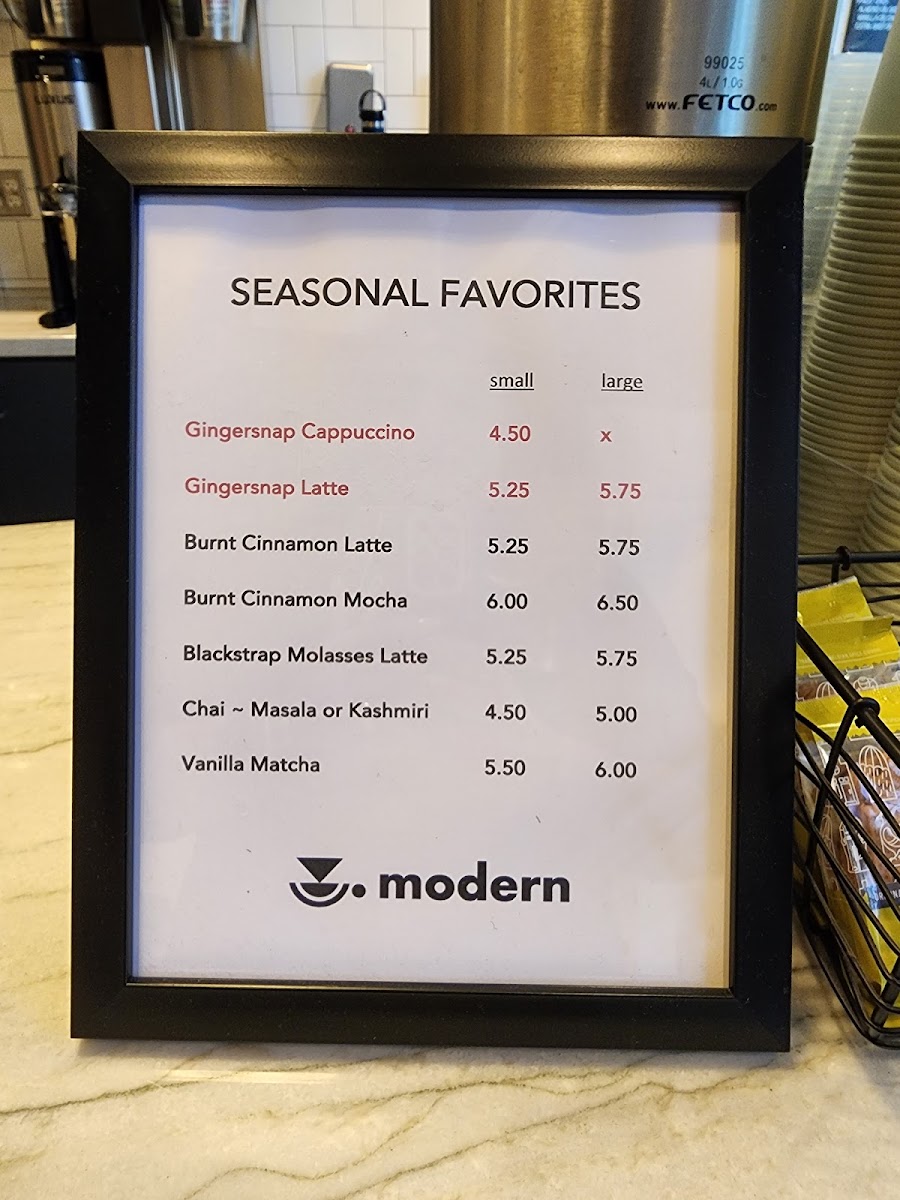 99025
4L / 1.0G
www.FETCO.com
SEASONAL FAVORITES
small large
Gingersnap Cappuccino 4.50 x
Gingersnap Latte 5.25 5.75
Burnt Cinnamon Latte 5.25 5.75
Burnt Cinnamon Mocha 6.00 6.50
Blackstrap Molasses Latte 5.25 5.75
Chai ~ Masala or Kashmiri 4.50 5.00
Vanilla Matcha 5.50 6.00
modern